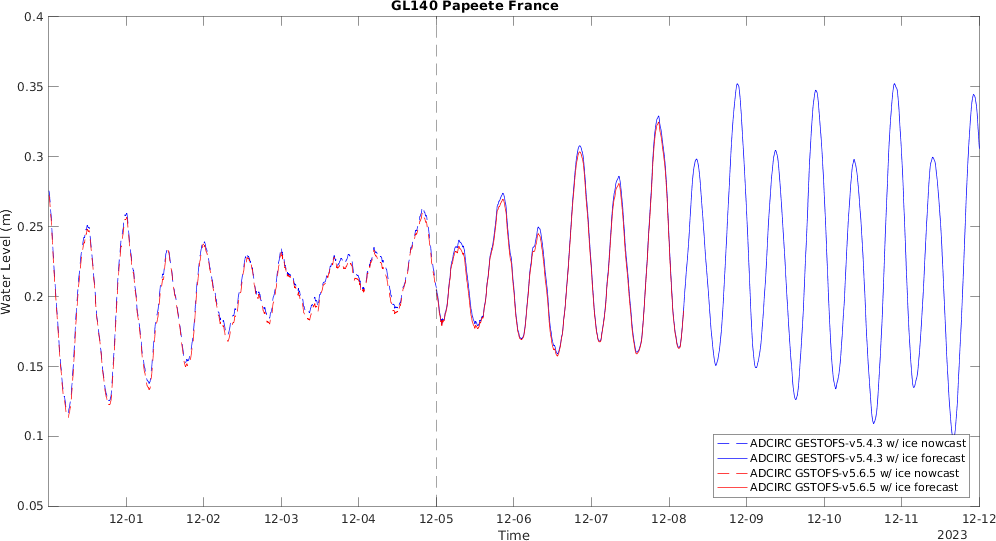 GL140 Papeete France
0.4
0.35
0.3
0.25
0.2
0.15
0.1
0.05
Water Level (m)
ADCIRC GESTOFS-v5.4.3 w/ ice nowcast
ADCIRC GESTOFS-v5.4.3 w/ ice forecast
ADCIRC GSTOFS-v5.6.5 w/ ice nowcast
ADCIRC GSTOFS-v5.6.5 w/ ice forecast
12-01 12-02 12-03 12-04 12-05 12-06 12-07 12-08 12-09 12-10 12-11 12-12
Time
2023